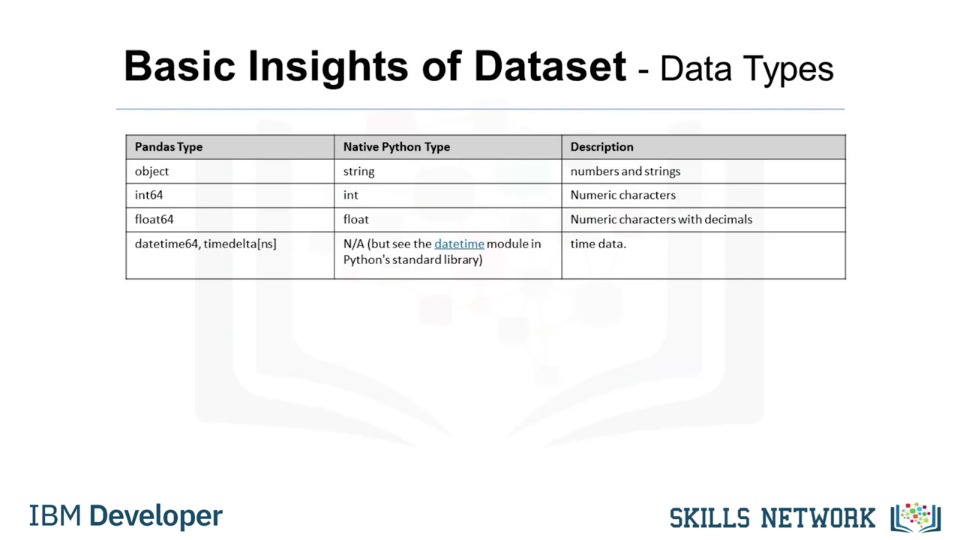 Basic Insights of Dataset - Data Types
Pandas Type Native Python Type Description
object string numbers and strings
int64 int Numeric characters
float64 float Numeric characters with decimals
datetime64, timedelta[ns] N/A (but see the datetime module in time data.
Python's standard library)
IBM Developer
SKILLS NETWORK